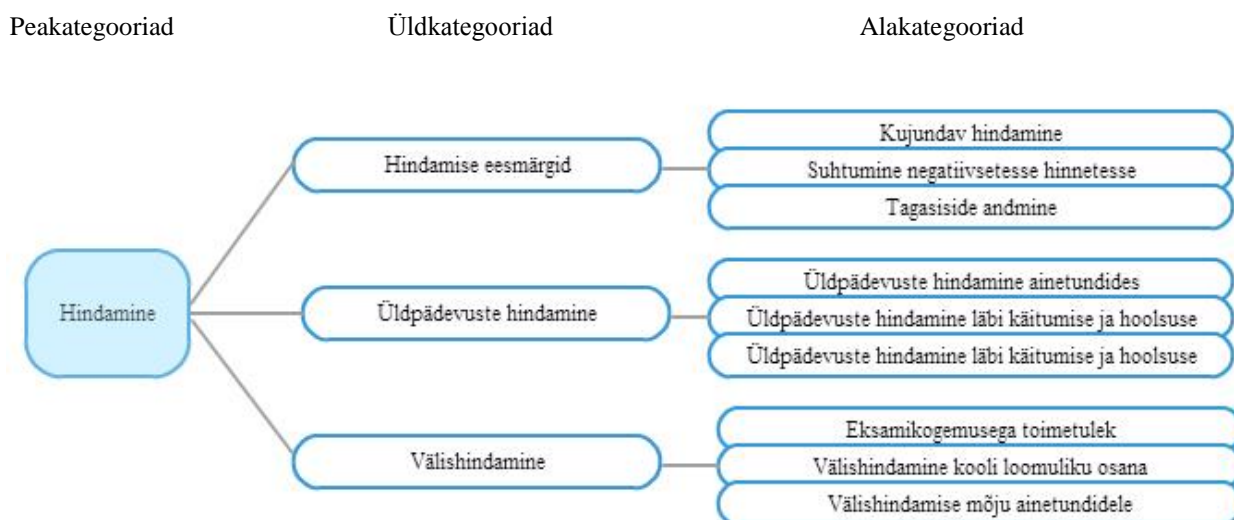 Peakategooriad
Üldkategooriad
Alakategooriad
Hindamine
Hindamise eesmärgid
Kujundav hindamine
Suhtumine negatiivsetesse hinnetesse
Tagasiside andmine
Üldpädevuste hindamine
Üldpädevuste hindamine ainetundides
Üldpädevuste hindamine läbi käitumise ja hoolsuse
Üldpädevuste hindamine läbi käitumise ja hoolsuse
Välishindamine
Eksamikogemusega toimetulek
Välishindamine kooli loomuliku osana
Välishindamise mõju ainetundidele